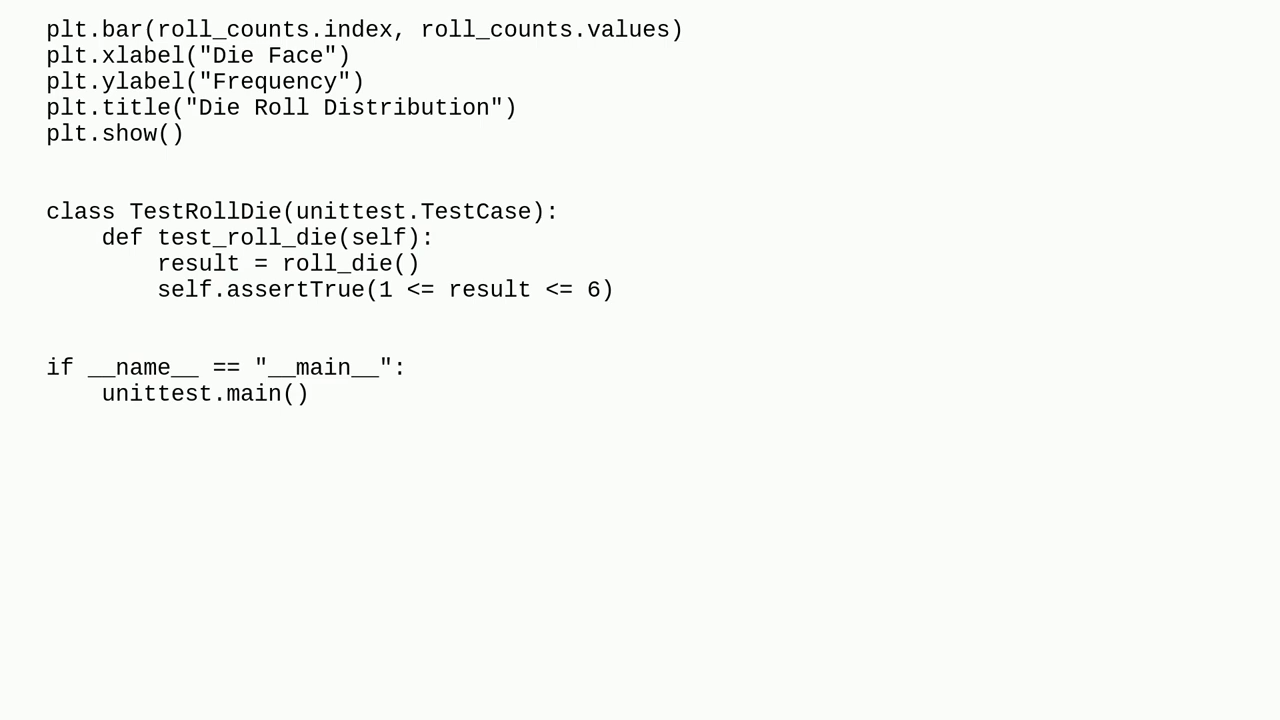 plt.bar(roll_counts.index, roll_counts.values)
plt.xlabel("Die Face")
plt.ylabel("Frequency")
plt.title("Die Roll Distribution")
plt.show()


class TestRollDie(unittest.TestCase):
    def test_roll_die(self):
        result = roll_die()
        self.assertTrue(1 <= result <= 6)


if __name__ == "__main__":
    unittest.main()